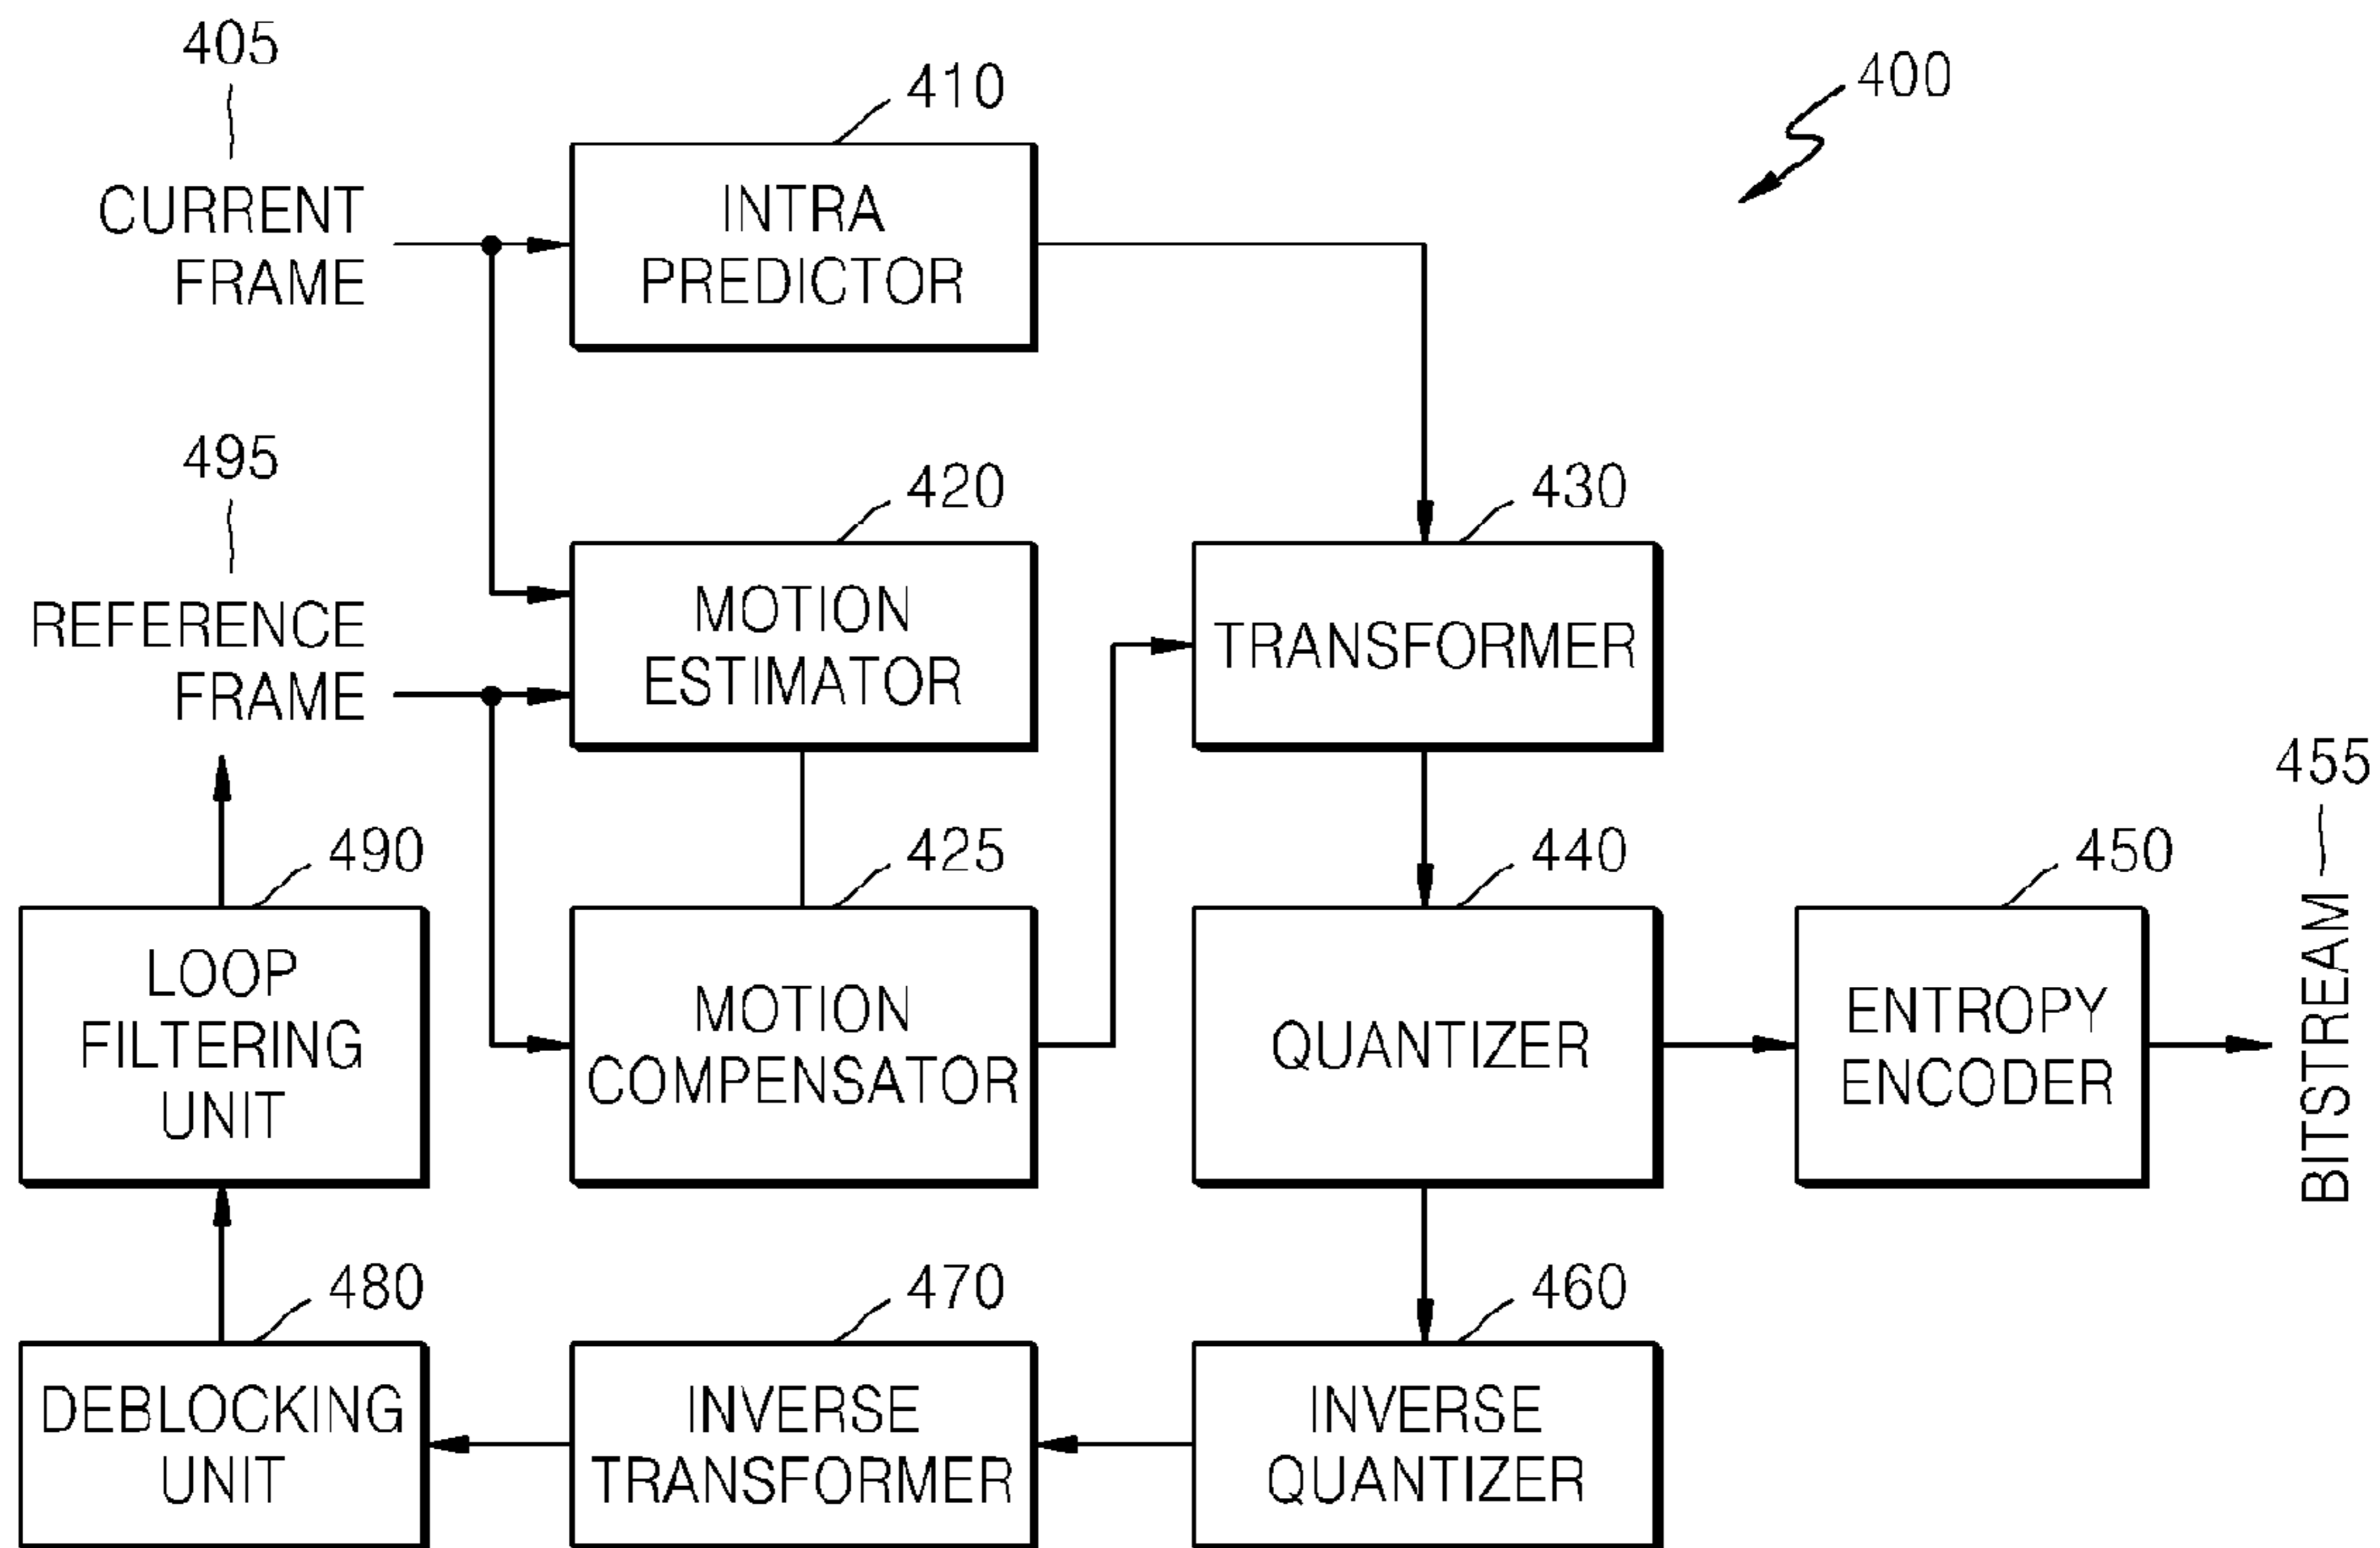 405
CURRENT
FRAME
410
INTRA
PREDICTOR
400
495
REFERENCE
FRAME
420
MOTION
ESTIMATOR
430
TRANSFORMER
490
LOOP
FILTERING
UNIT
425
MOTION
COMPENSATOR
440
QUANTIZER
450
ENTROPY
ENCODER
455
BITSTREAM
480
DEBLOCKING
UNIT
470
INVERSE
TRANSFORMER
460
INVERSE
QUANTIZER